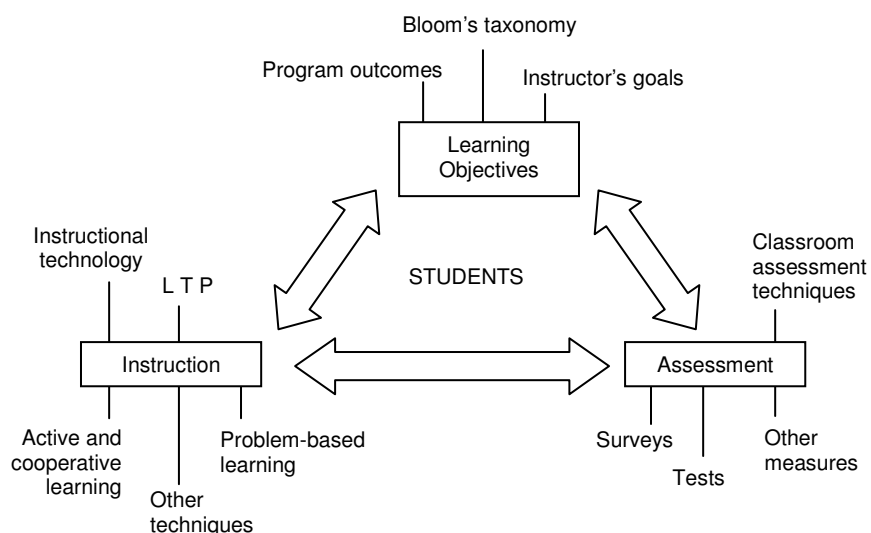 Bloom's taxonomy
Program outcomes
Instructor's goals
Learning
Objectives
Instructional
technology
L T P
STUDENTS
Classroom
assessment
techniques
Instruction
Assessment
Active and
cooperative
learning
Other
techniques
Problem-based
learning
Surveys
Tests
Other
measures